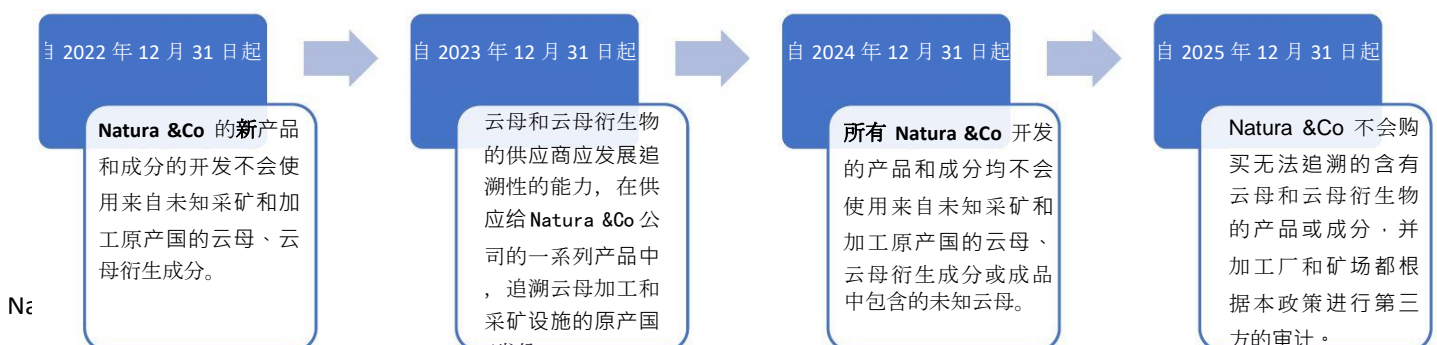 自 2022 年 12 月 31 日起
Natura &Co 的新产品
和成分的开发不会使
用来自未知采矿和加
工原产国的云母、云
母衍生成分。
自 2023 年 12 月 31 日起
云母和云母衍生物
的供应商应发展追
溯性的能力，在供
应给 Natura &Co 公
司的一系列产品中
，追溯云母加工和
采矿设施的原产国
自 2024 年 12 月 31 日起
所有 Natura &Co 开发
的产品和成分均不会
使用来自未知采矿和
加工原产国的云母、
云母衍生成分或成品
中包含的未知云母。
自 2025 年 12 月 31 日起
Natura &Co 不会购
买无法追溯的含有
云母和云母衍生物
的产品或成分，并
加工厂和矿场都根
据本政策进行第三
方的审计。
Na